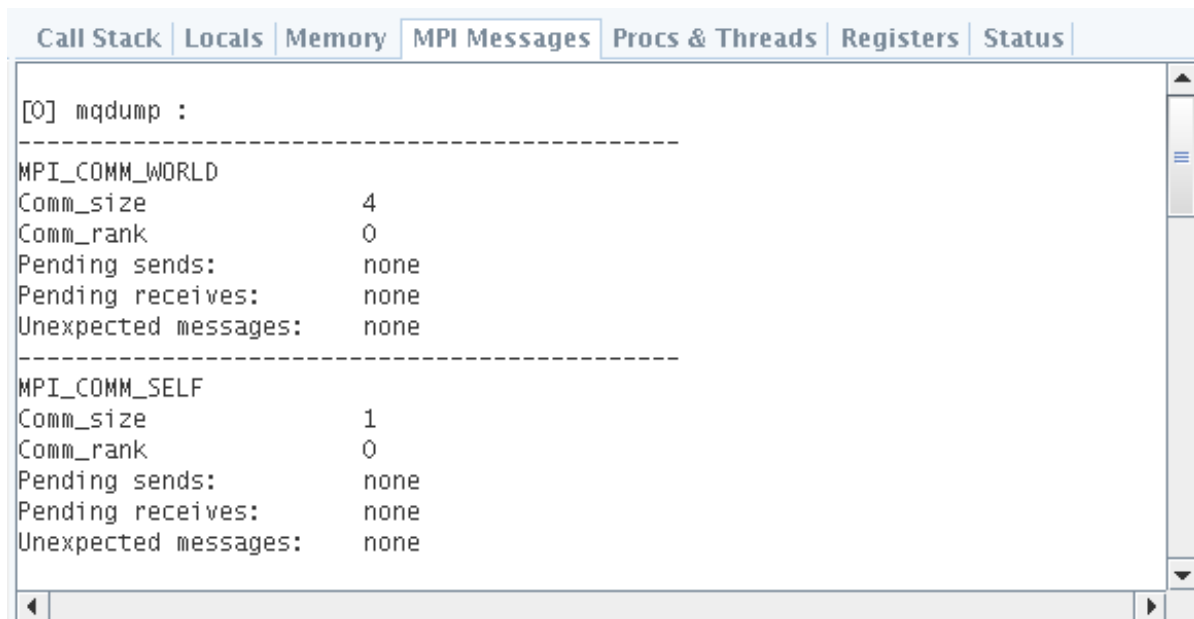 Call Stack Locals Memory MPI Messages Procs & Threads Registers Status
[0] mqdump :
----------------------------------------------
MPI_COMM_WORLD
Comm_size 4
Comm_rank 0
Pending sends: none
Pending receives: none
Unexpected messages: none
----------------------------------------------
MPI_COMM_SELF
Comm_size 1
Comm_rank 0
Pending sends: none
Pending receives: none
Unexpected messages: none